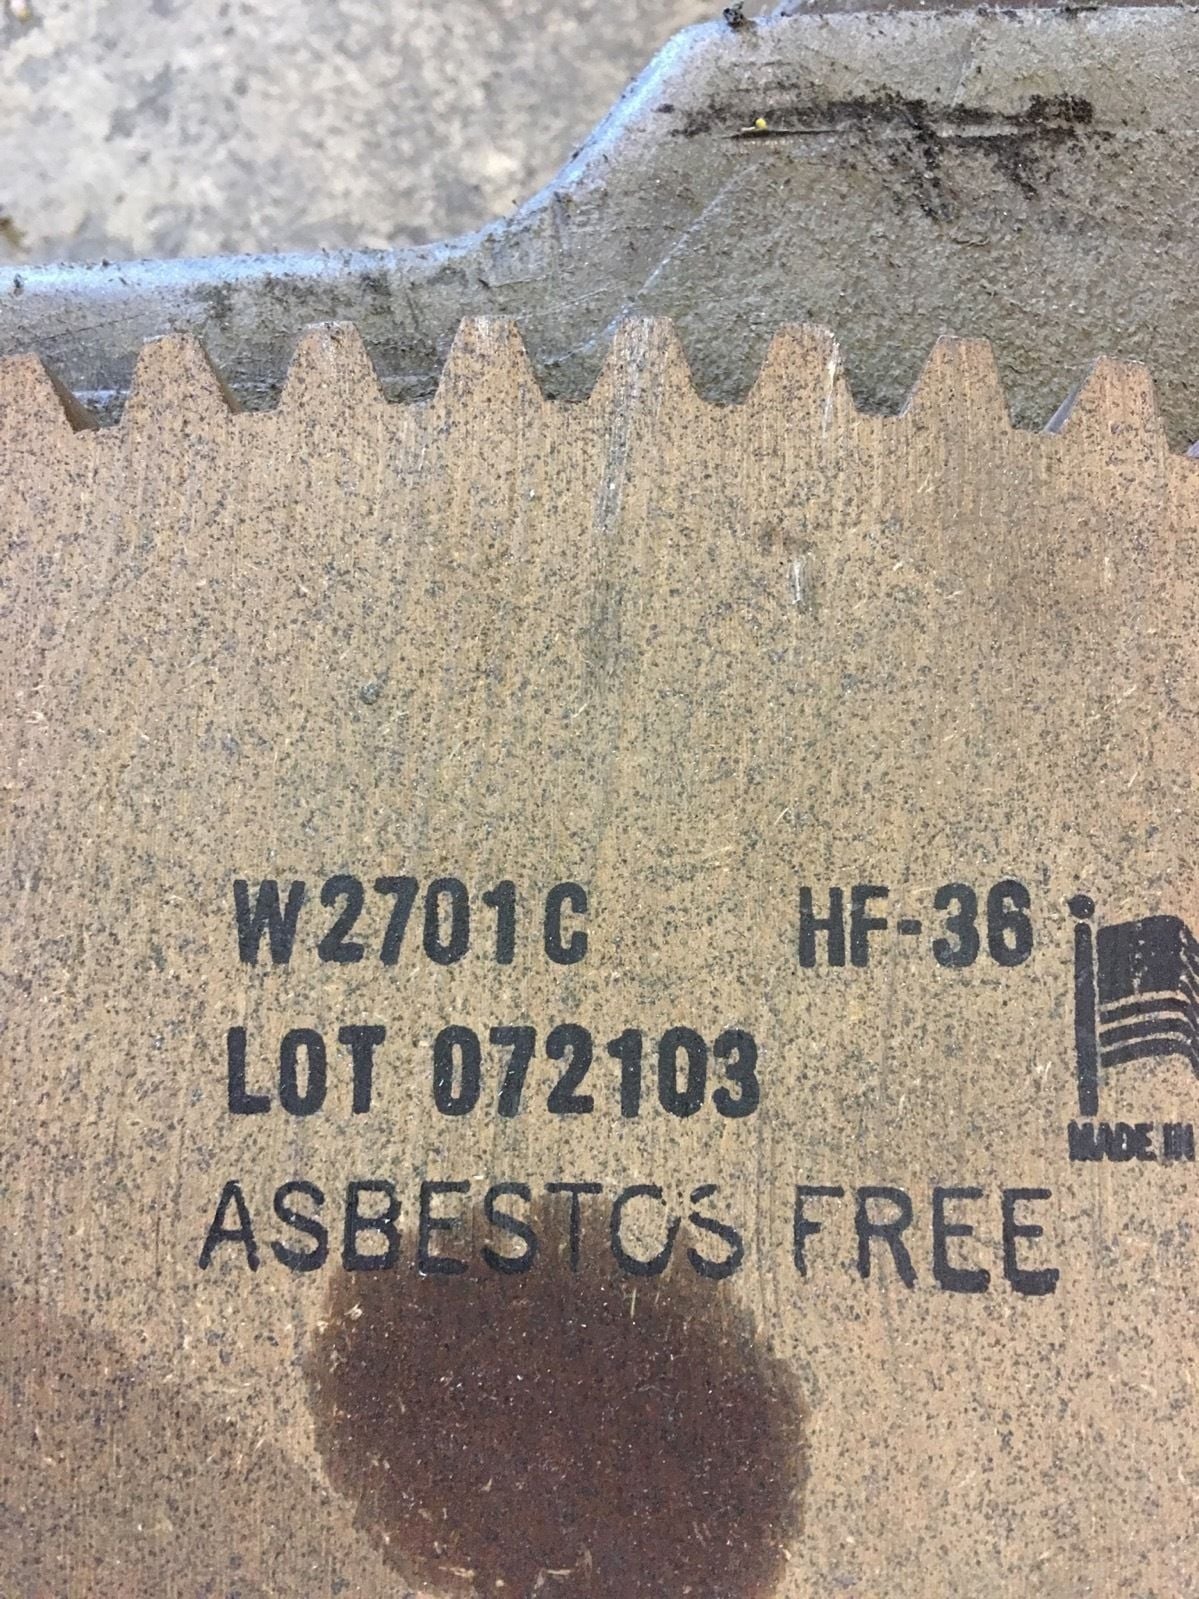 W2701C HF-36
LOT 072103
MADE IN
ASBESTOS FREE